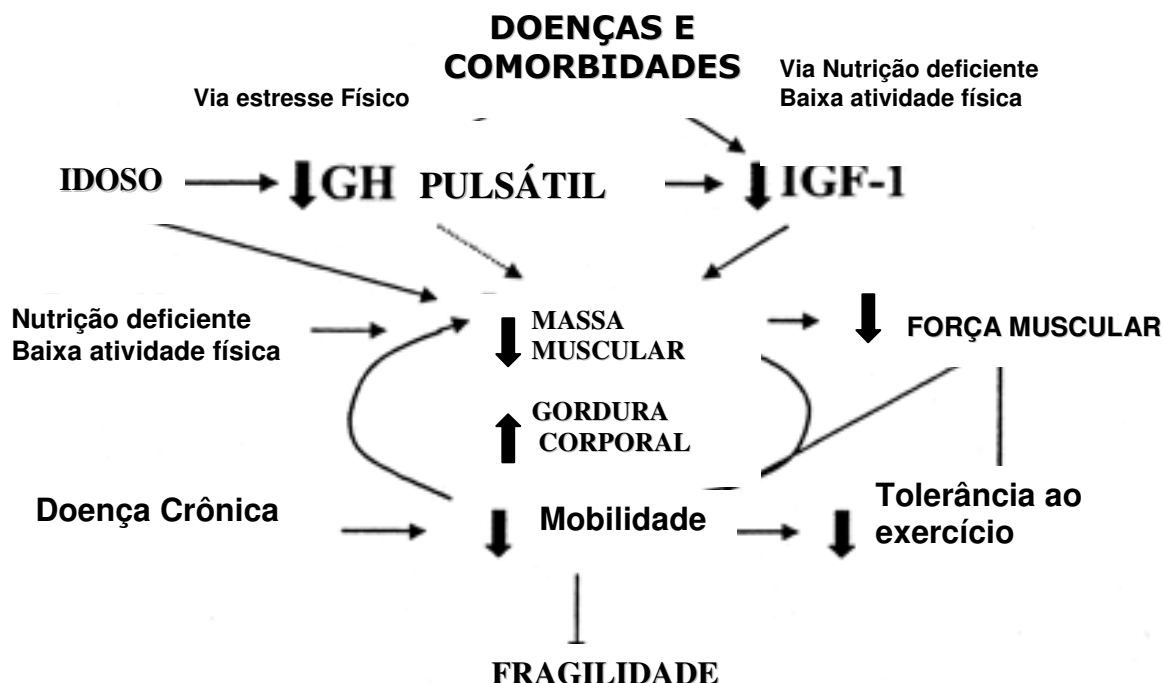 DOENÇAS E
COMORBIDADES
Via estresse Físico
Via Nutrição deficiente
Baixa atividade física
IDOSO
GH PULSÁTIL
IGF-1
Nutrição deficiente
Baixa atividade física
MASSA
MUSCULAR
FORÇA MUSCULAR
GORDURA
CORPORAL
Doença Crônica
Mobilidade
Tolerância ao
exercício
FRAGILIDADE